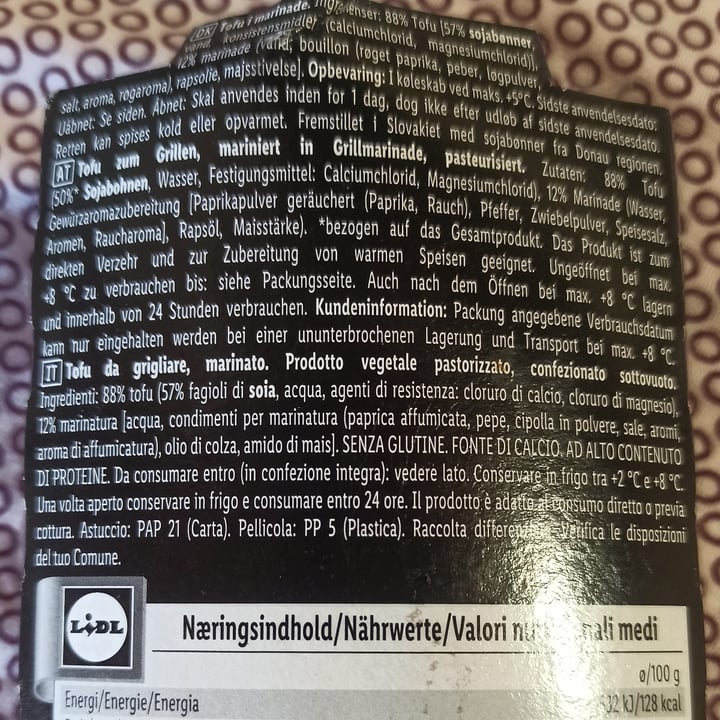 DK Tofu i marinade. Ingredienser: 88% Tofu [57% sojabønner,
vand, konsistensmidler (calciumchlorid, magnesiumchlorid)],
12% marinade [vand, bouillon (røget paprika, peber, løgpulver,
salt, aroma, røgaroma), rapsolie, majsstivelse]. Opbevaring: I køleskab ved maks. +5°C. Sidste anvendelsesdato:
Uåbnet: Se siden. Åbnet: Skal anvendes inden for 1 dag, dog ikke efter udløb af sidste anvendelsesdato.
Retten kan spises kold eller opvarmet. Fremstillet i Slovakiet med sojabønner fra Donau regionen.
AT Tofu zum Grillen, mariniert in Grillmarinade, pasteurisiert. Zutaten: 88% Tofu
(50%* Sojabohnen, Wasser, Festigungsmittel: Calciumchlorid, Magnesiumchlorid), 12% Marinade (Wasser,
Gewürzaromazubereitung [Paprikapulver geräuchert (Paprika, Rauch), Pfeffer, Zwiebelpulver, Speisesalz,
Aromen, Raucharoma], Rapsöl, Maisstärke). *bezogen auf das Gesamtprodukt. Das Produkt ist zum
direkten Verzehr und zur Zubereitung von warmen Speisen geeignet. Ungeöffnet bei max.
+8 °C zu verbrauchen bis: siehe Packungsseite. Auch nach dem Öffnen bei max. +8 °C lagern
und innerhalb von 24 Stunden verbrauchen. Kundeninformation: Packung angegebene Verbrauchsdatum
kann nur eingehalten werden bei einer ununterbrochenen Lagerung und Transport bei max. +8 °C.
IT Tofu da grigliare, marinato. Prodotto vegetale pastorizzato, confezionato sottovuoto.
Ingredienti: 88% tofu (57% fagioli di soia, acqua, agenti di resistenza: cloruro di calcio, cloruro di magnesio),
12% marinatura [acqua, condimenti per marinatura (paprica affumicata, pepe, cipolla in polvere, sale, aromi,
aroma di affumicatura), olio di colza, amido di mais]. SENZA GLUTINE. FONTE DI CALCIO. AD ALTO CONTENUTO
DI PROTEINE. Da consumare entro (in confezione integra): vedere lato. Conservare in frigo tra +2 °C e +8 °C.
Una volta aperto conservare in frigo e consumare entro 24 ore. Il prodotto è adatto al consumo diretto o previa
cottura. Astuccio: PAP 21 (Carta). Pellicola: PP 5 (Plastica). Raccolta Verifica le disposizioni
del tuo Comune.
LIDL
Næringsindhold/Nährwerte/Valori medi
ø/100 g
Energi/Energie/Energia kJ/128 kcal